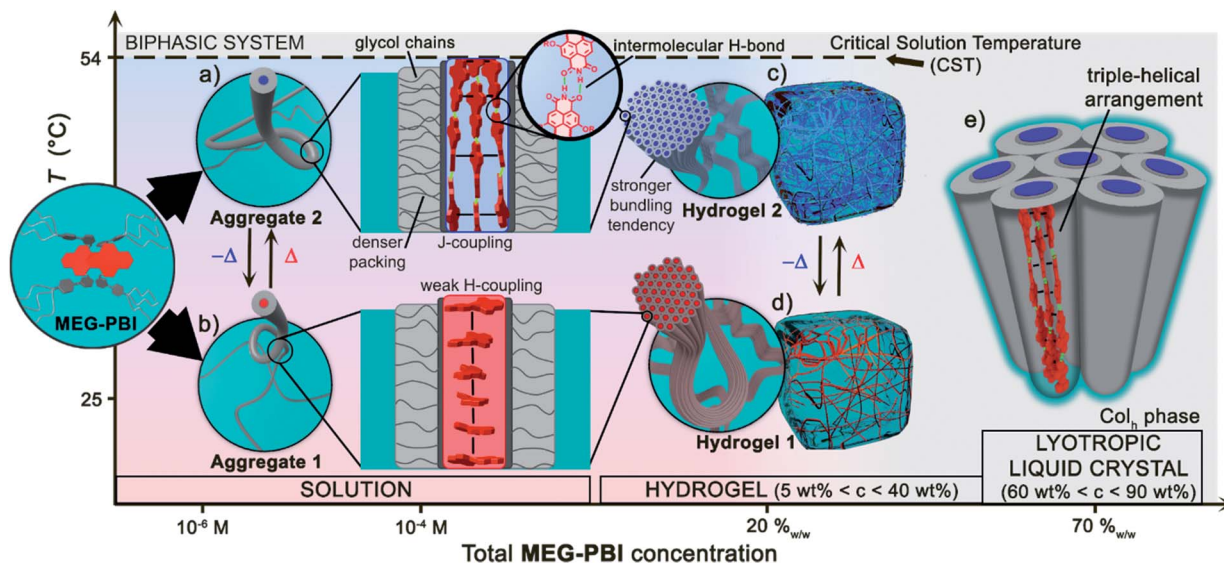 BIPHASIC SYSTEM
glycol chains
intermolecular H-bond
Critical Solution Temperature
(CST)
54
T (°C)
25
RO
O
N
H
O
O
H
N
O
OR
a)
Aggregate 2
denser
packing
J-coupling
stronger
bundling
tendency
c)
Hydrogel 2
e)
triple-helical
arrangement
MEG-PBI
−Δ
Δ
−Δ
Δ
b)
Aggregate 1
weak H-coupling
d)
Hydrogel 1
Colh phase
SOLUTION
HYDROGEL (5 wt% < c < 40 wt%)
LYOTROPIC
LIQUID CRYSTAL
(60 wt% < c < 90 wt%)
10⁻⁶ M
10⁻⁴ M
20 %w/w
70 %w/w
Total MEG-PBI concentration